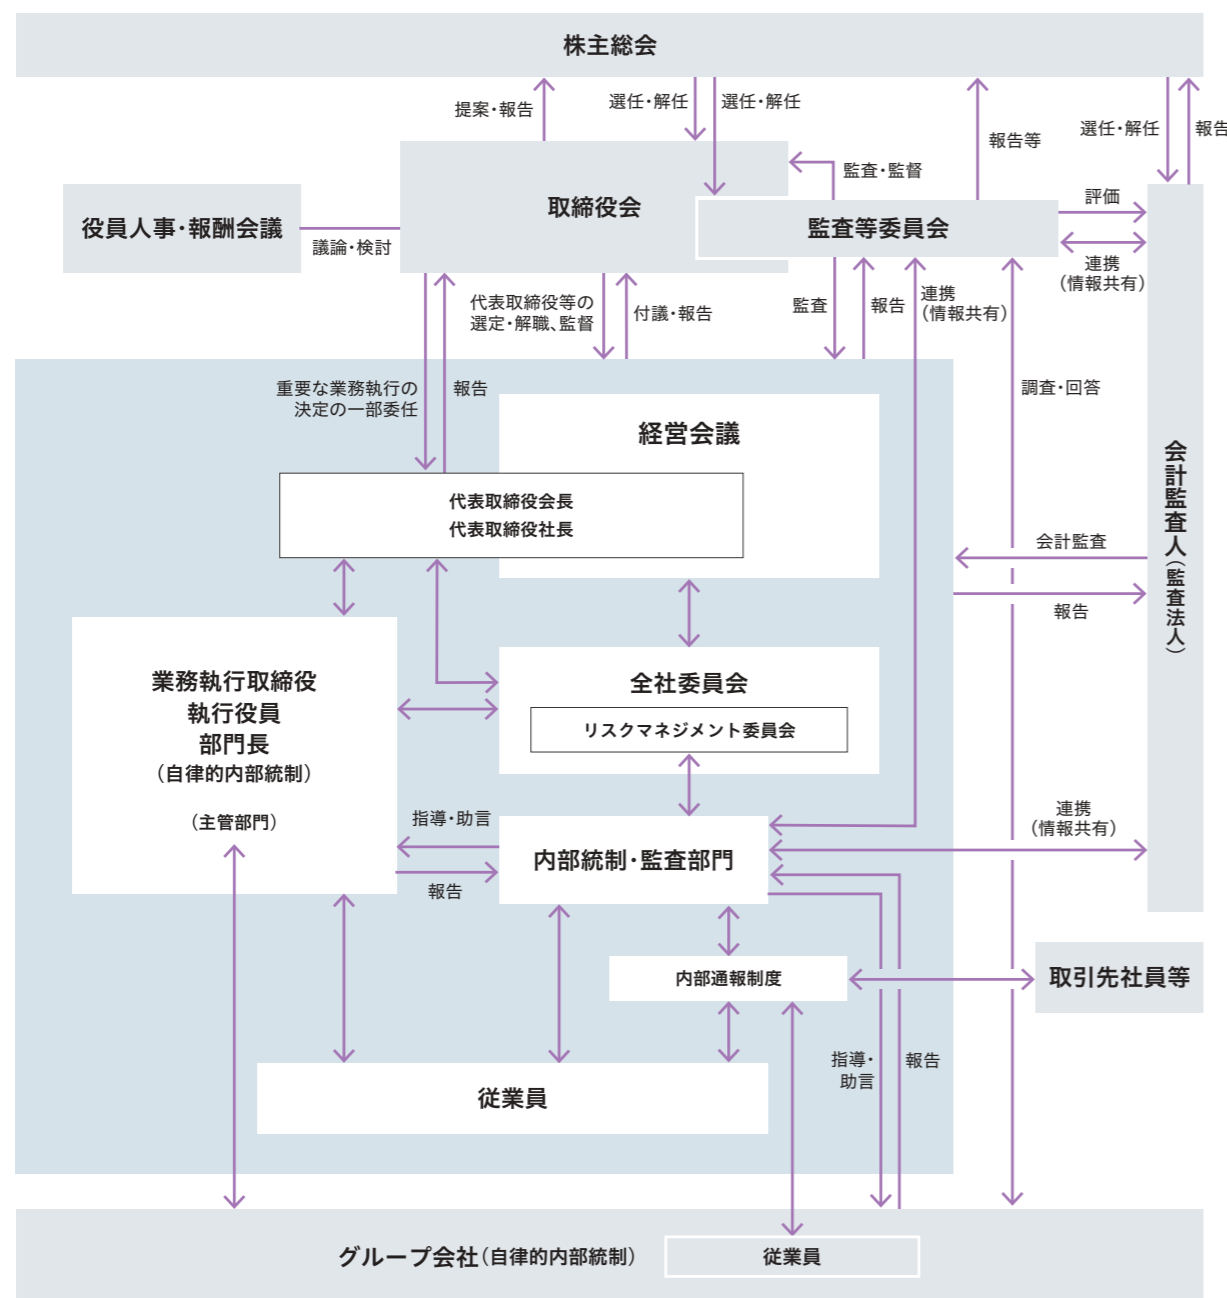 株主総会
提案・報告
選任・解任
選任・解任
報告等
選任・解任
報告
役員人事・報酬会議
議論・検討
取締役会
監査・監督
監査等委員会
評価
連携
（情報共有）
代表取締役等の
選定・解職、監督
付議・報告
監査
報告
連携
（情報共有）
重要な業務執行の
決定の一部委任
報告
調査・回答
経営会議
代表取締役会長
代表取締役社長
会計監査人（監査法人）
会計監査
報告
業務執行取締役
執行役員
部門長
（自律的内部統制）
（主管部門）
全社委員会
リスクマネジメント委員会
指導・助言
報告
内部統制・監査部門
連携
（情報共有）
内部通報制度
取引先社員等
指導・
助言
報告
従業員
グループ会社（自律的内部統制）
従業員